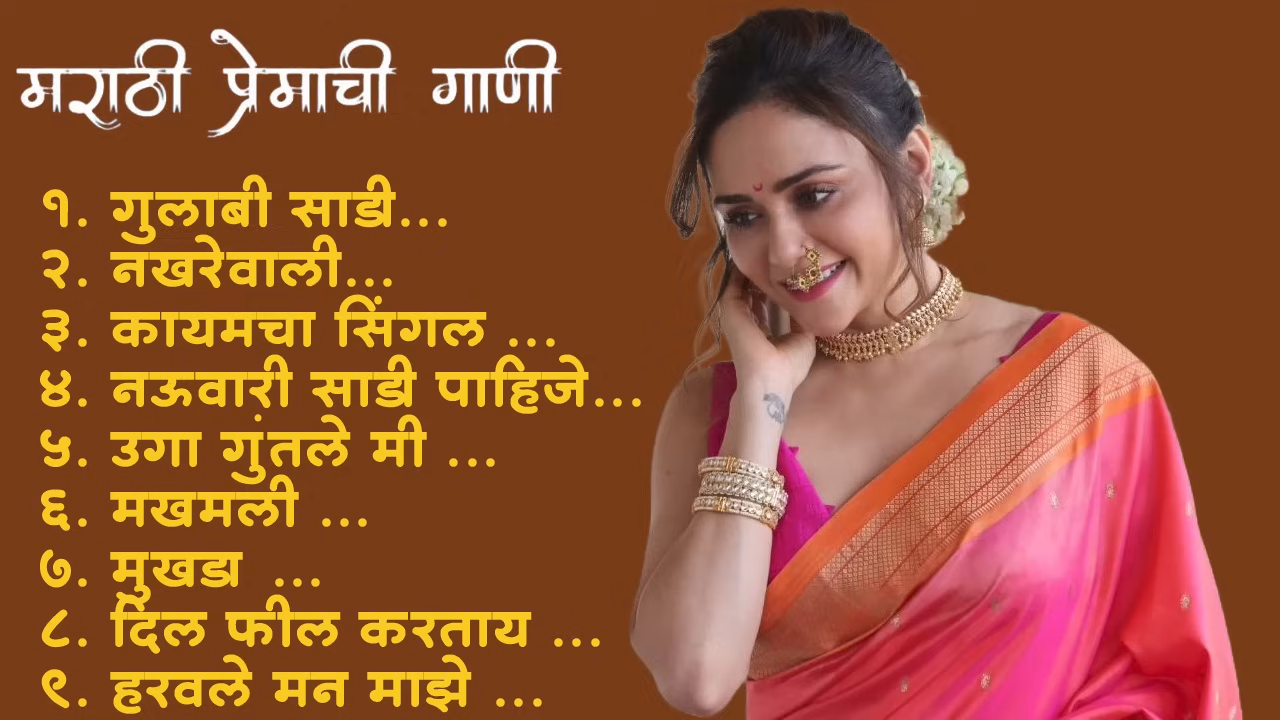 मराठी प्रेमाची गाणी
१. गुलाबी साडी...
२. नखरेवाली...
३. कायमचा सिंगल ...
४. नऊवारी साडी पाहिजे...
५. उगा गुंतले मी ...
६. मखमली ...
७. मुखडा ...
८. दिल फील करताय ...
९. हरवले मन माझे ...